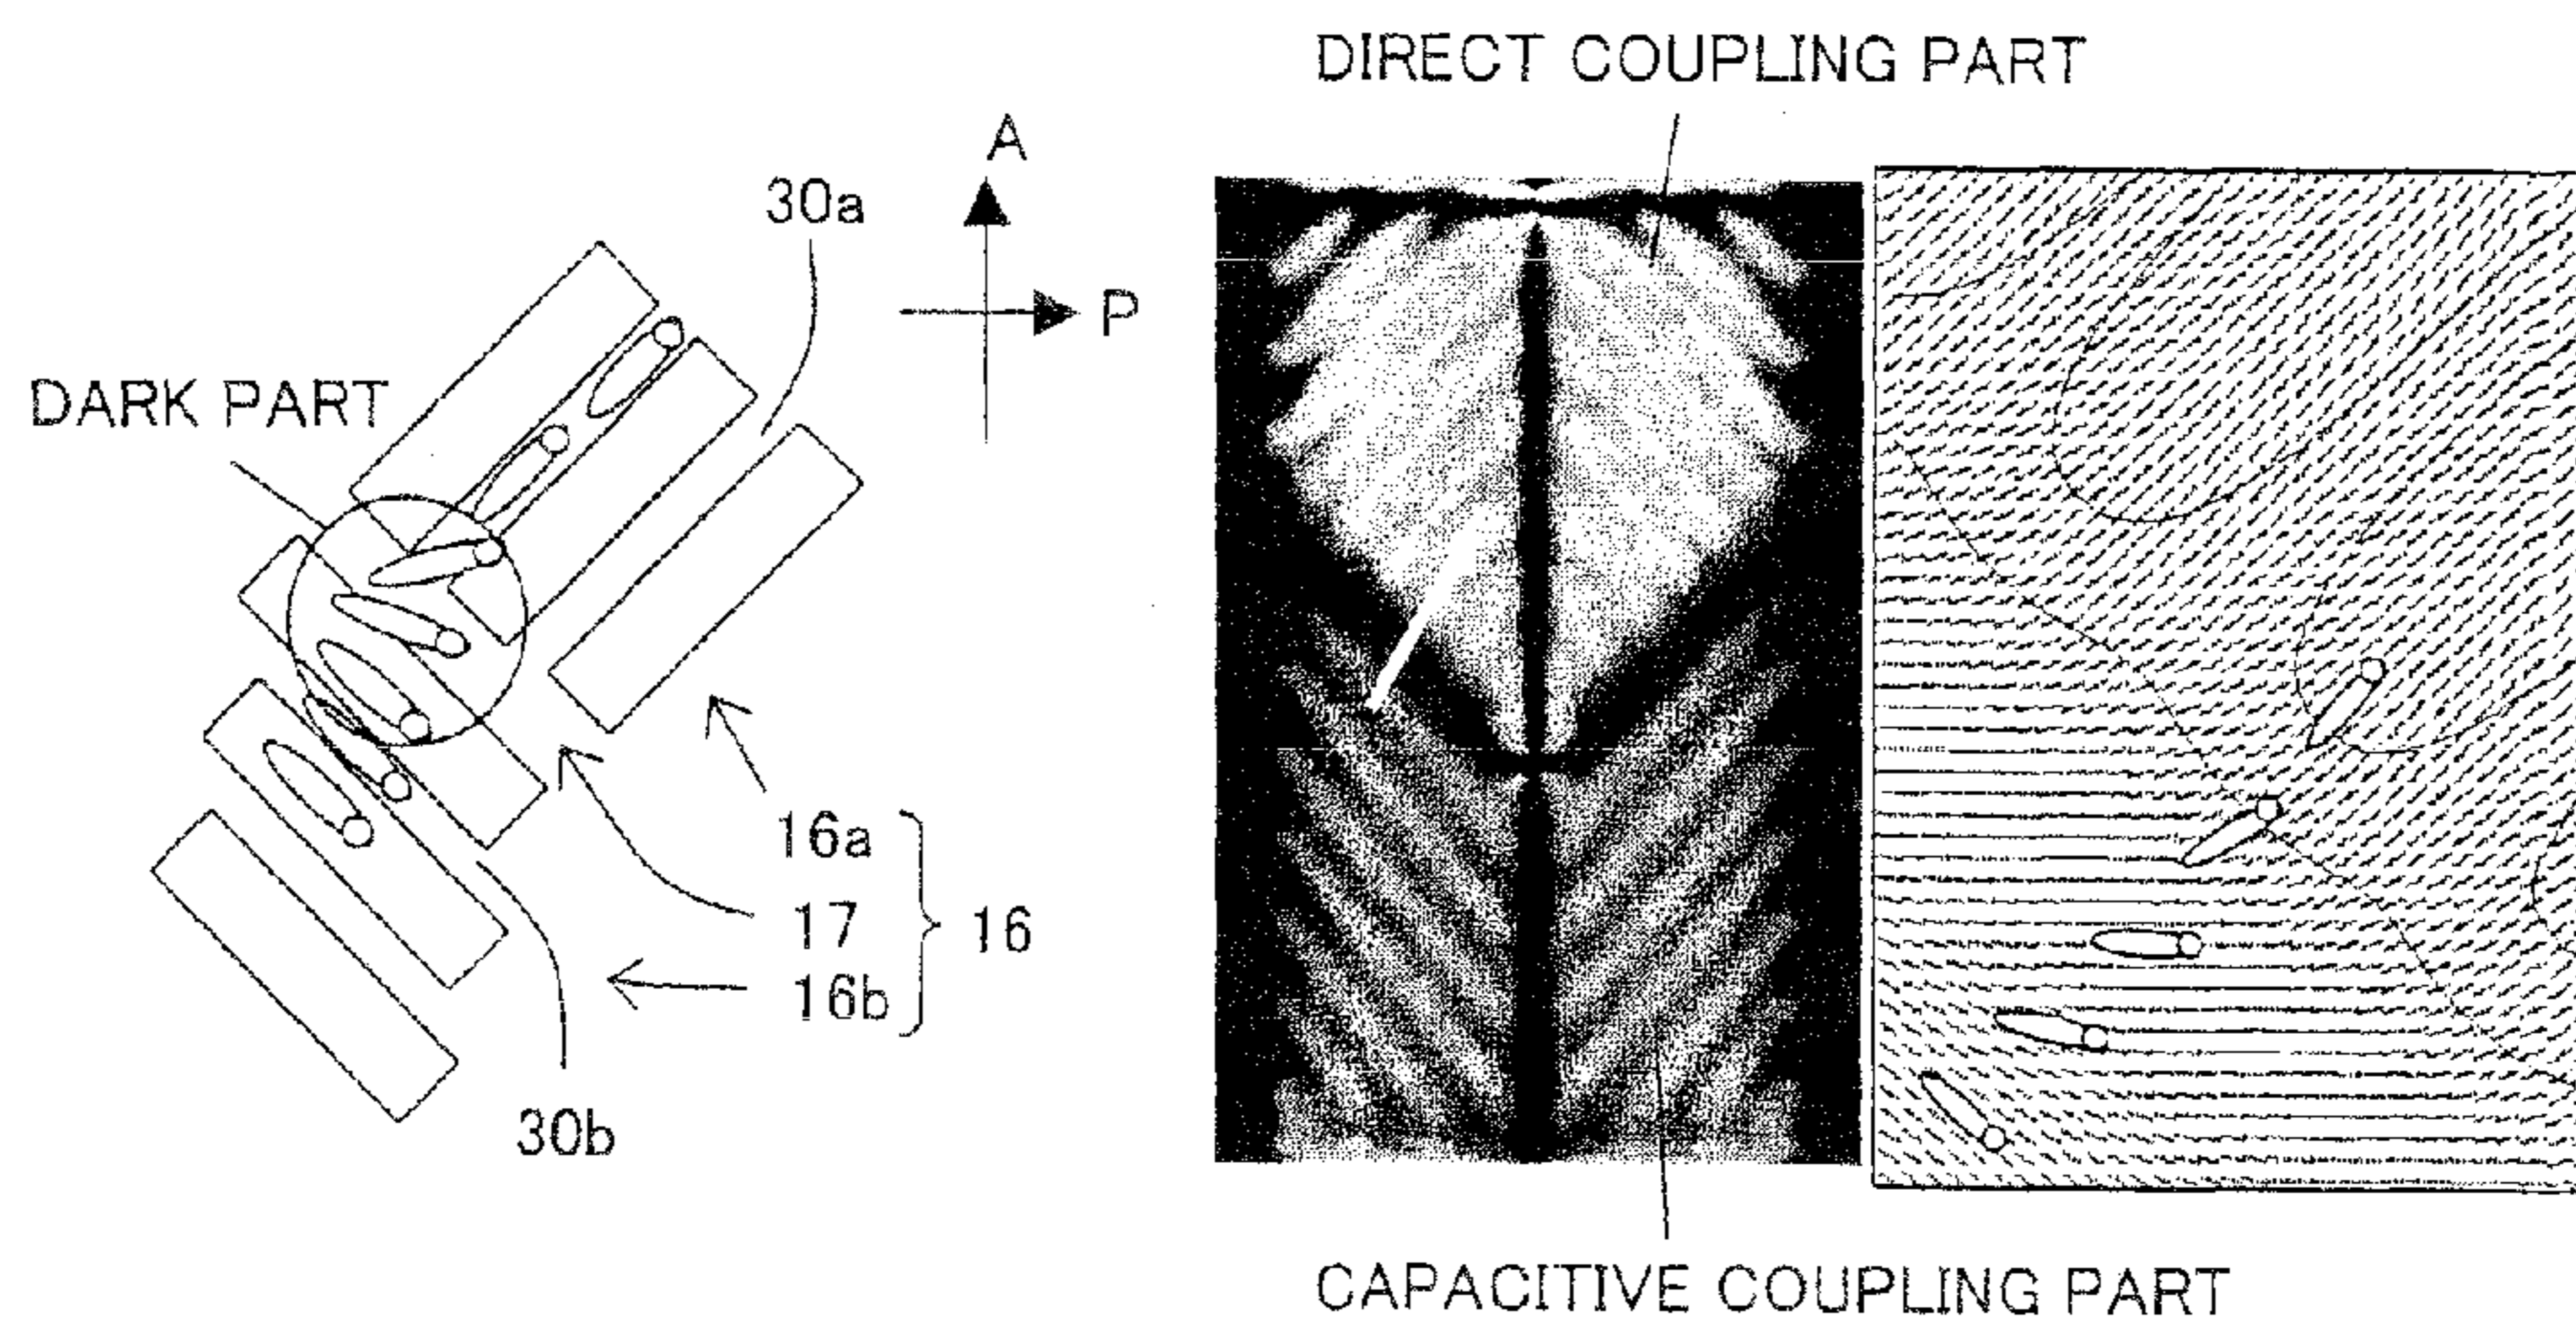 DIRECT COUPLING PART
A
30a
P
DARK PART
16a
17
16
16b
30b
CAPACITIVE COUPLING PART